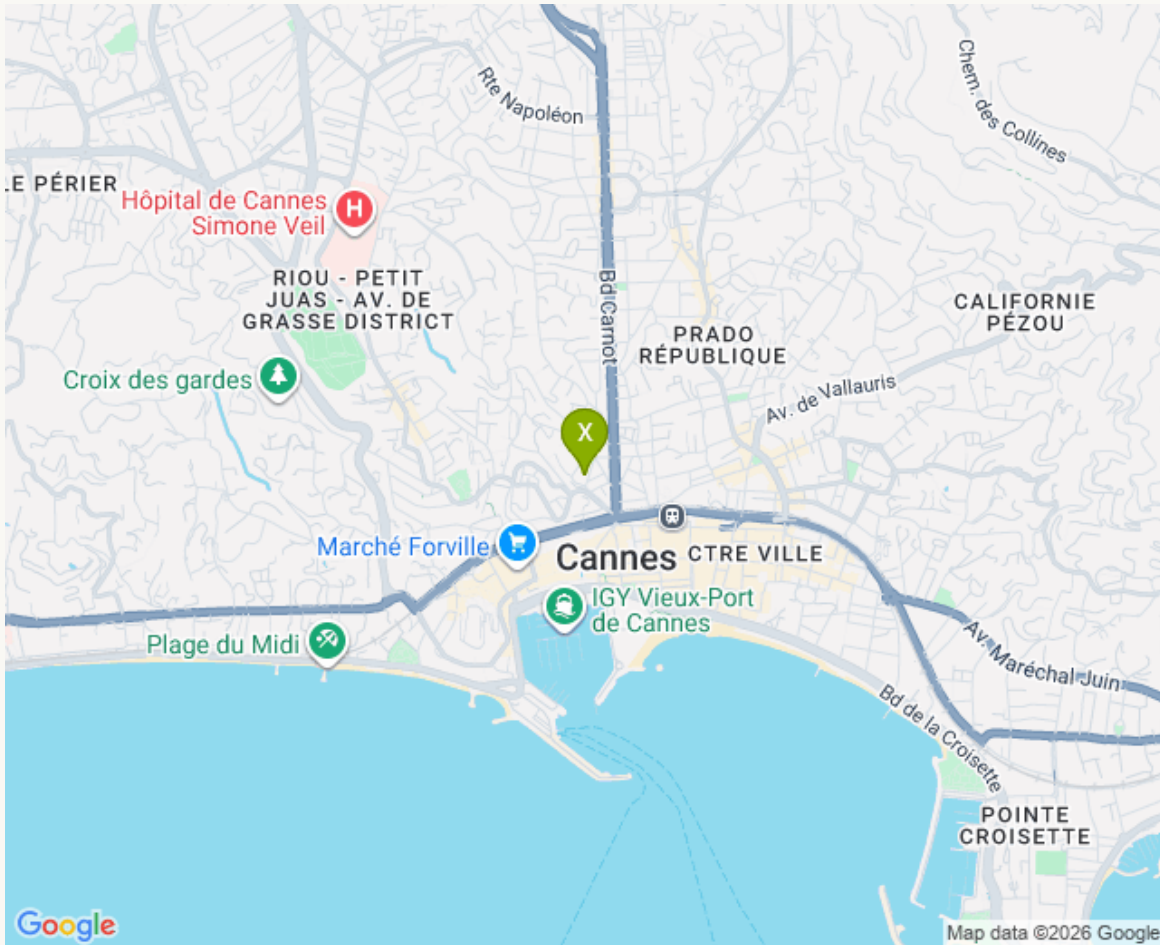 Chem. des Collines
Rte Napoléon
LE PÉRIER
Hôpital de Cannes
Simone Veil
H
RIOU - PETIT
JUAS - AV. DE
GRASSE DISTRICT
Bd Carnot
CALIFORNIE
PÉZOU
PRADO
RÉPUBLIQUE
Croix des gardes
Av. de Vallauris
X
Marché Forville
Cannes
CTRE VILLE
IGY Vieux-Port
de Cannes
Plage du Midi
Av. Maréchal Juin
Bd de la Croisette
POINTE
CROISETTE
Google
Map data ©2026 Google